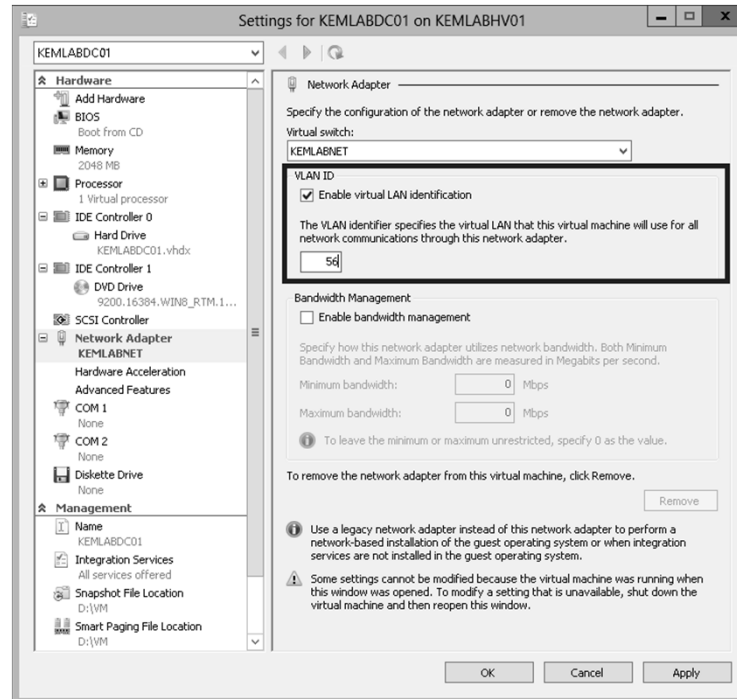 Settings for KEMLABDC01 on KEMLABHV01
KEMLABDC01
Hardware
Add Hardware
BIOS
Boot from CD
Memory
2048 MB
Processor
1 Virtual processor
IDE Controller 0
Hard Drive
KEMLABDC01.vhdx
IDE Controller 1
DVD Drive
9200.16384.WIN8_RTM.1...
SCSI Controller
Network Adapter
KEMLABNET
Hardware Acceleration
Advanced Features
COM 1
None
COM 2
None
Diskette Drive
None
Management
Name
KEMLABDC01
Integration Services
All services offered
Snapshot File Location
D:\VM
Smart Paging File Location
D:\VM
Network Adapter
Specify the configuration of the network adapter or remove the network adapter.
Virtual switch:
KEMLABNET
VLAN ID
Enable virtual LAN identification
The VLAN identifier specifies the virtual LAN that this virtual machine will use for all
network communications through this network adapter.
56
Bandwidth Management
Enable bandwidth management
Specify how this network adapter utilizes network bandwidth. Both Minimum
Bandwidth and Maximum Bandwidth are measured in Megabits per second.
Minimum bandwidth: 0 Mbps
Maximum bandwidth: 0 Mbps
To leave the minimum or maximum unrestricted, specify 0 as the value.
To remove the network adapter from this virtual machine, click Remove.
Remove
Use a legacy network adapter instead of this network adapter to perform a
network-based installation of the guest operating system or when integration
services are not installed in the guest operating system.
Some settings cannot be modified because the virtual machine was running when
this window was opened. To modify a setting that is unavailable, shut down the
virtual machine and then reopen this window.
OK Cancel Apply